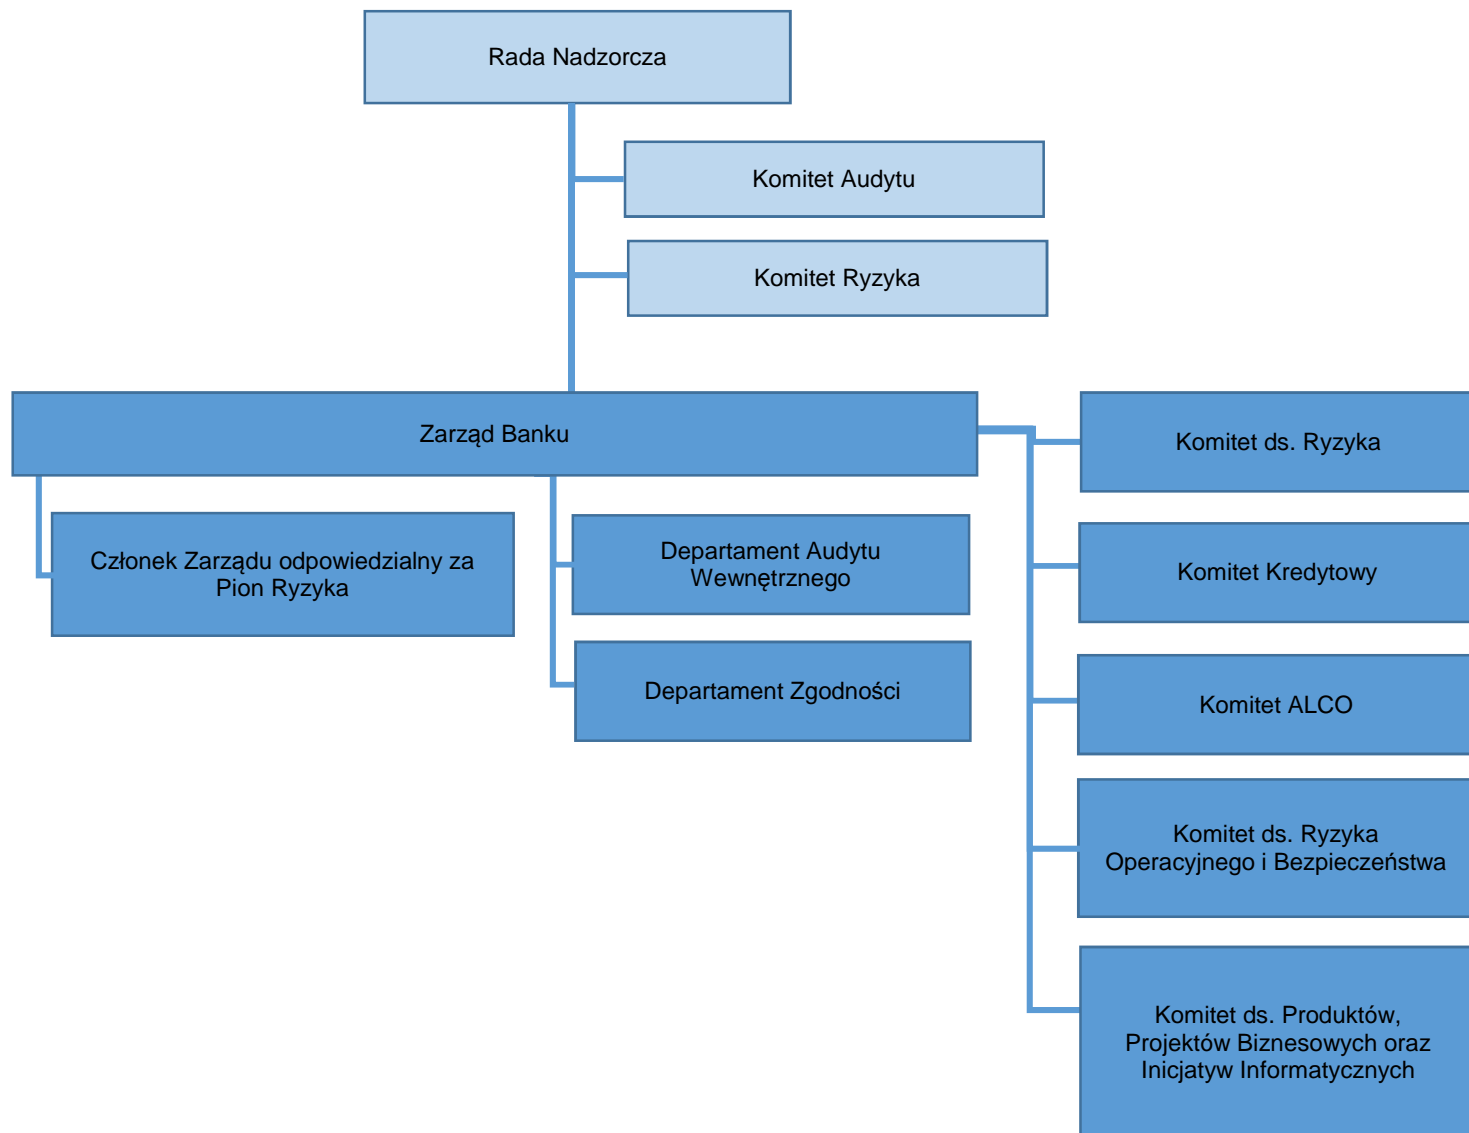 Rada Nadzorcza
Komitet Audytu
Komitet Ryzyka
Zarząd Banku
Członek Zarządu odpowiedzialny za
Pion Ryzyka
Departament Audytu
Wewnętrznego
Departament Zgodności
Komitet ds. Ryzyka
Komitet Kredytowy
Komitet ALCO
Komitet ds. Ryzyka
Operacyjnego i Bezpieczeństwa
Komitet ds. Produktów,
Projektów Biznesowych oraz
Inicjatyw Informatycznych